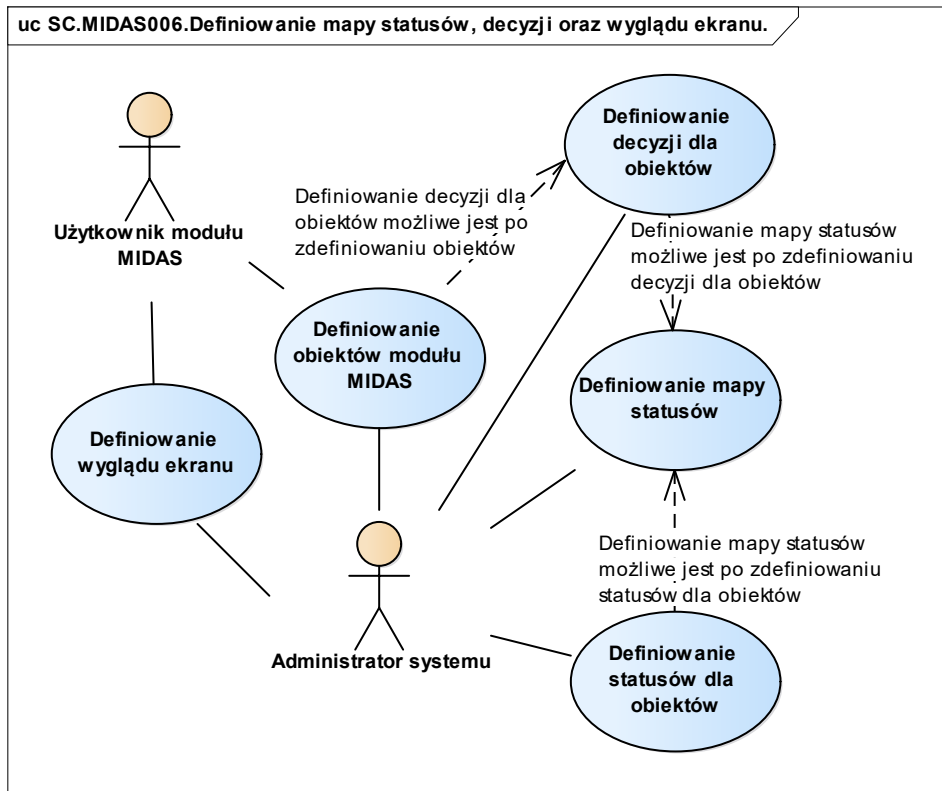 uc SC.MIDAS006.Definiowanie mapy statusów, decyzji oraz wyglądu ekranu.
Definiowanie
decyzji dla
obiektów
Definiowanie decyzji dla
obiektów możliwe jest po
zdefiniowaniu obiektów
Użytkownik modułu
MIDAS
Definiowanie mapy statusów
możliwe jest po zdefiniowaniu
decyzji dla obiektów
Definiowanie
obiektów modułu
MIDAS
Definiowanie mapy
statusów
Definiowanie
wyglądu ekranu
Definiowanie mapy statusów
możliwe jest po zdefiniowaniu
statusów dla obiektów
Administrator systemu
Definiowanie
statusów dla
obiektów